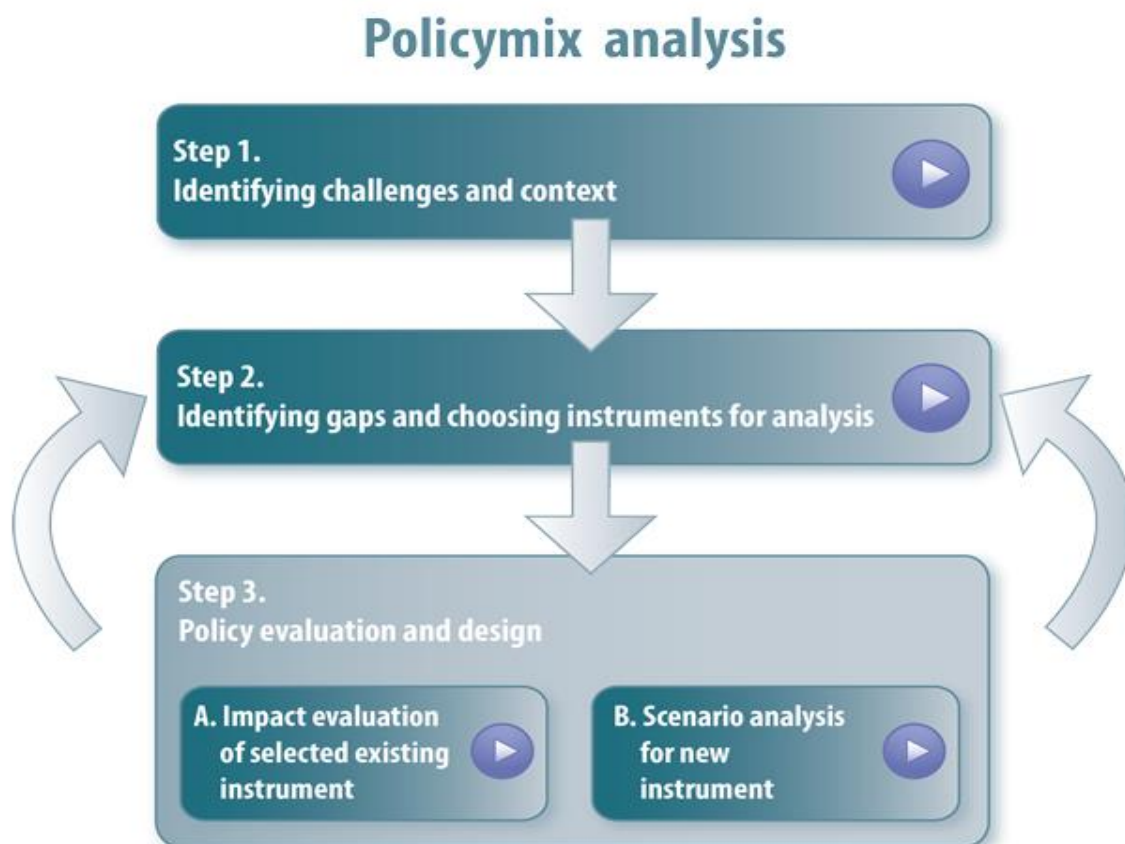 Policymix analysis
Step 1.
Identifying challenges and context
Step 2.
Identifying gaps and choosing instruments for analysis
Step 3.
Policy evaluation and design
A. Impact evaluation
of selected existing
instrument
B. Scenario analysis
for new
instrument